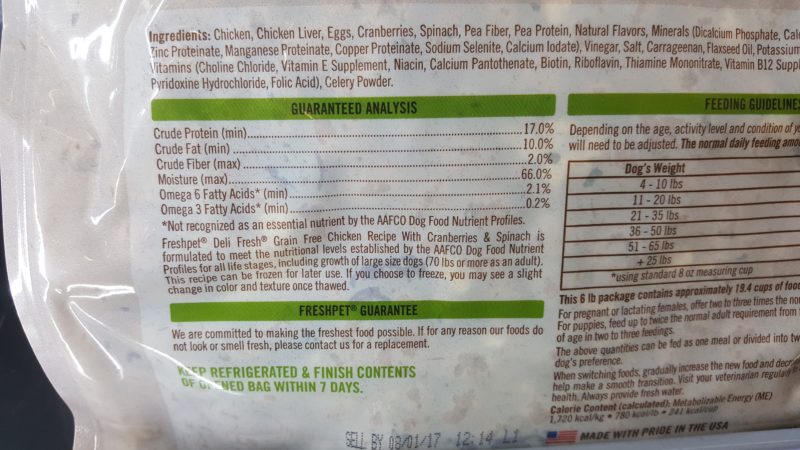 Ingredients: Chicken, Chicken Liver, Eggs, Cranberries, Spinach, Pea Fiber, Pea Protein, Natural Flavors, Minerals (Dicalcium Phosphate,
Zinc Proteinate, Manganese Proteinate, Copper Proteinate, Sodium Selenite, Calcium Iodate), Vinegar, Salt, Carrageenan, Flaxseed Oil, Potassium
Vitamins (Choline Chloride, Vitamin E Supplement, Niacin, Calcium Pantothenate, Biotin, Riboflavin, Thiamine Mononitrate, Vitamin B12
Pyridoxine Hydrochloride, Folic Acid), Celery Powder.
GUARANTEED ANALYSIS
Crude Protein (min)....17.0%
Crude Fat (min)....10.0%
Crude Fiber (max)....2.0%
Moisture (max)....66.0%
Omega 6 Fatty Acids* (min)....2.1%
Omega 3 Fatty Acids* (min)....0.2%
*Not recognized as an essential nutrient by the AAFCO Dog Food Nutrient Profiles.
Freshpet® Deli Fresh® Grain Free Chicken Recipe With Cranberries & Spinach is
formulated to meet the nutritional levels established by the AAFCO Dog Food Nutrient
Profiles for all life stages, including growth of large size dogs (70 lbs or more as an adult).
This recipe can be frozen for later use. If you choose to freeze, you may see a slight
change in color and texture once thawed.
FRESHPET® GUARANTEE
We are committed to making the freshest food possible. If for any reason our foods do
not look or smell fresh, please contact us for a replacement.
KEEP REFRIGERATED & FINISH CONTENTS
OF OPENED BAG WITHIN 7 DAYS.
SELL BY 12:14 L1
FEEDING GUIDELINES
Depending on the age, activity level and condition of
will need to be adjusted. The normal daily feeding
Dog's Weight
4 - 10 lbs
11 - 20 lbs
21 - 35 lbs
36 - 50 lbs
51 - 65 lbs
+ 25 lbs
*using standard 8 oz measuring cup
This 6 lb package contains approximately 19.4 cups of
For pregnant or lactating females, offer two to three times the
For puppies, feed up to twice the normal adult requirement from
of age in two to three feedings.
The above quantities can be fed as one meal or divided into
dog's preference.
When switching foods, gradually increase the new food and
help make a smooth transition. Visit your veterinarian
health. Always provide fresh water.
Calorie Content (calculated): Metabolizable Energy (ME)
1,720 kcal/kg • 780 kcal/lb • 241 kcal/cup
MADE WITH PRIDE IN THE USA